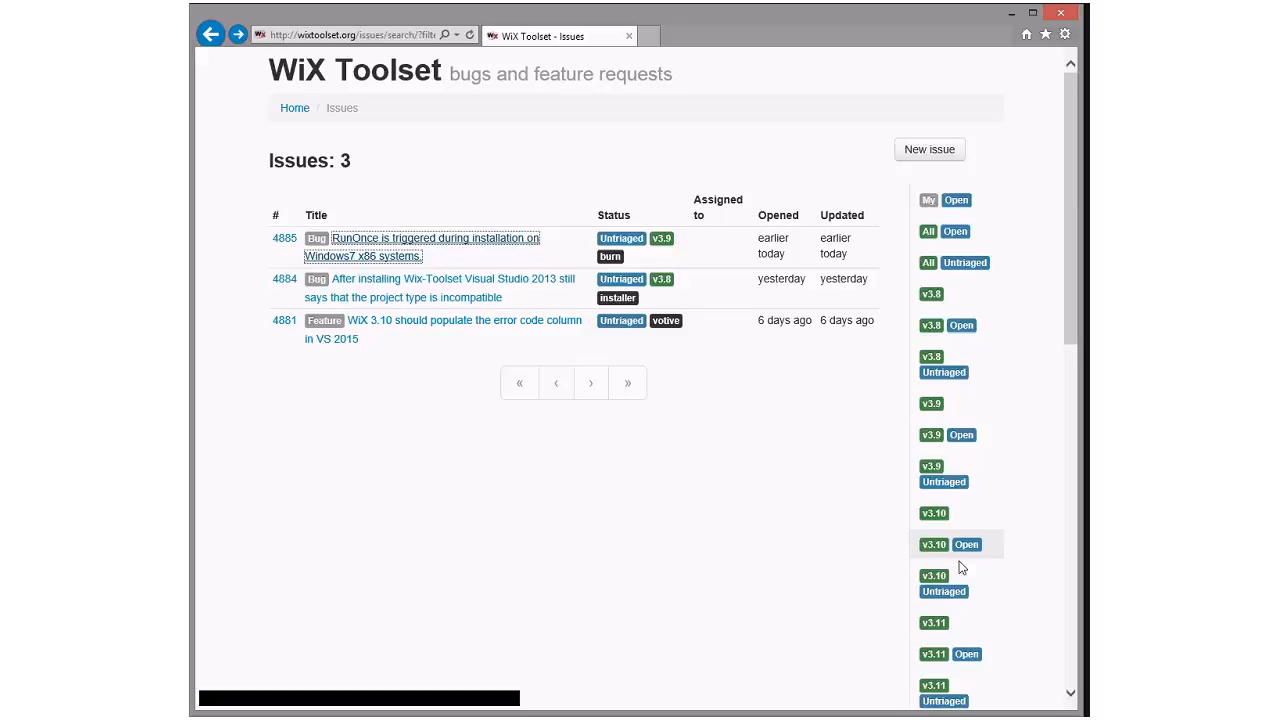 http://wixtoolset.org/issues/search/?filte
WiX Toolset - Issues
WiX Toolset bugs and feature requests
Home / Issues
Issues: 3
New issue
# Title Status Assigned to Opened Updated
4885 Bug RunOnce is triggered during installation on Untriaged v3.9 earlier earlier
Windows7 x86 systems. burn today today
4884 Bug After installing Wix-Toolset Visual Studio 2013 still Untriaged v3.8 yesterday yesterday
says that the project type is incompatible installer
4881 Feature WiX 3.10 should populate the error code column Untriaged votive 6 days ago 6 days ago
in VS 2015
« ‹ › »
My Open
All Open
All Untriaged
v3.8
v3.8 Open
v3.8
Untriaged
v3.9
v3.9 Open
v3.9
Untriaged
v3.10
v3.10 Open
v3.10
Untriaged
v3.11
v3.11 Open
v3.11
Untriaged